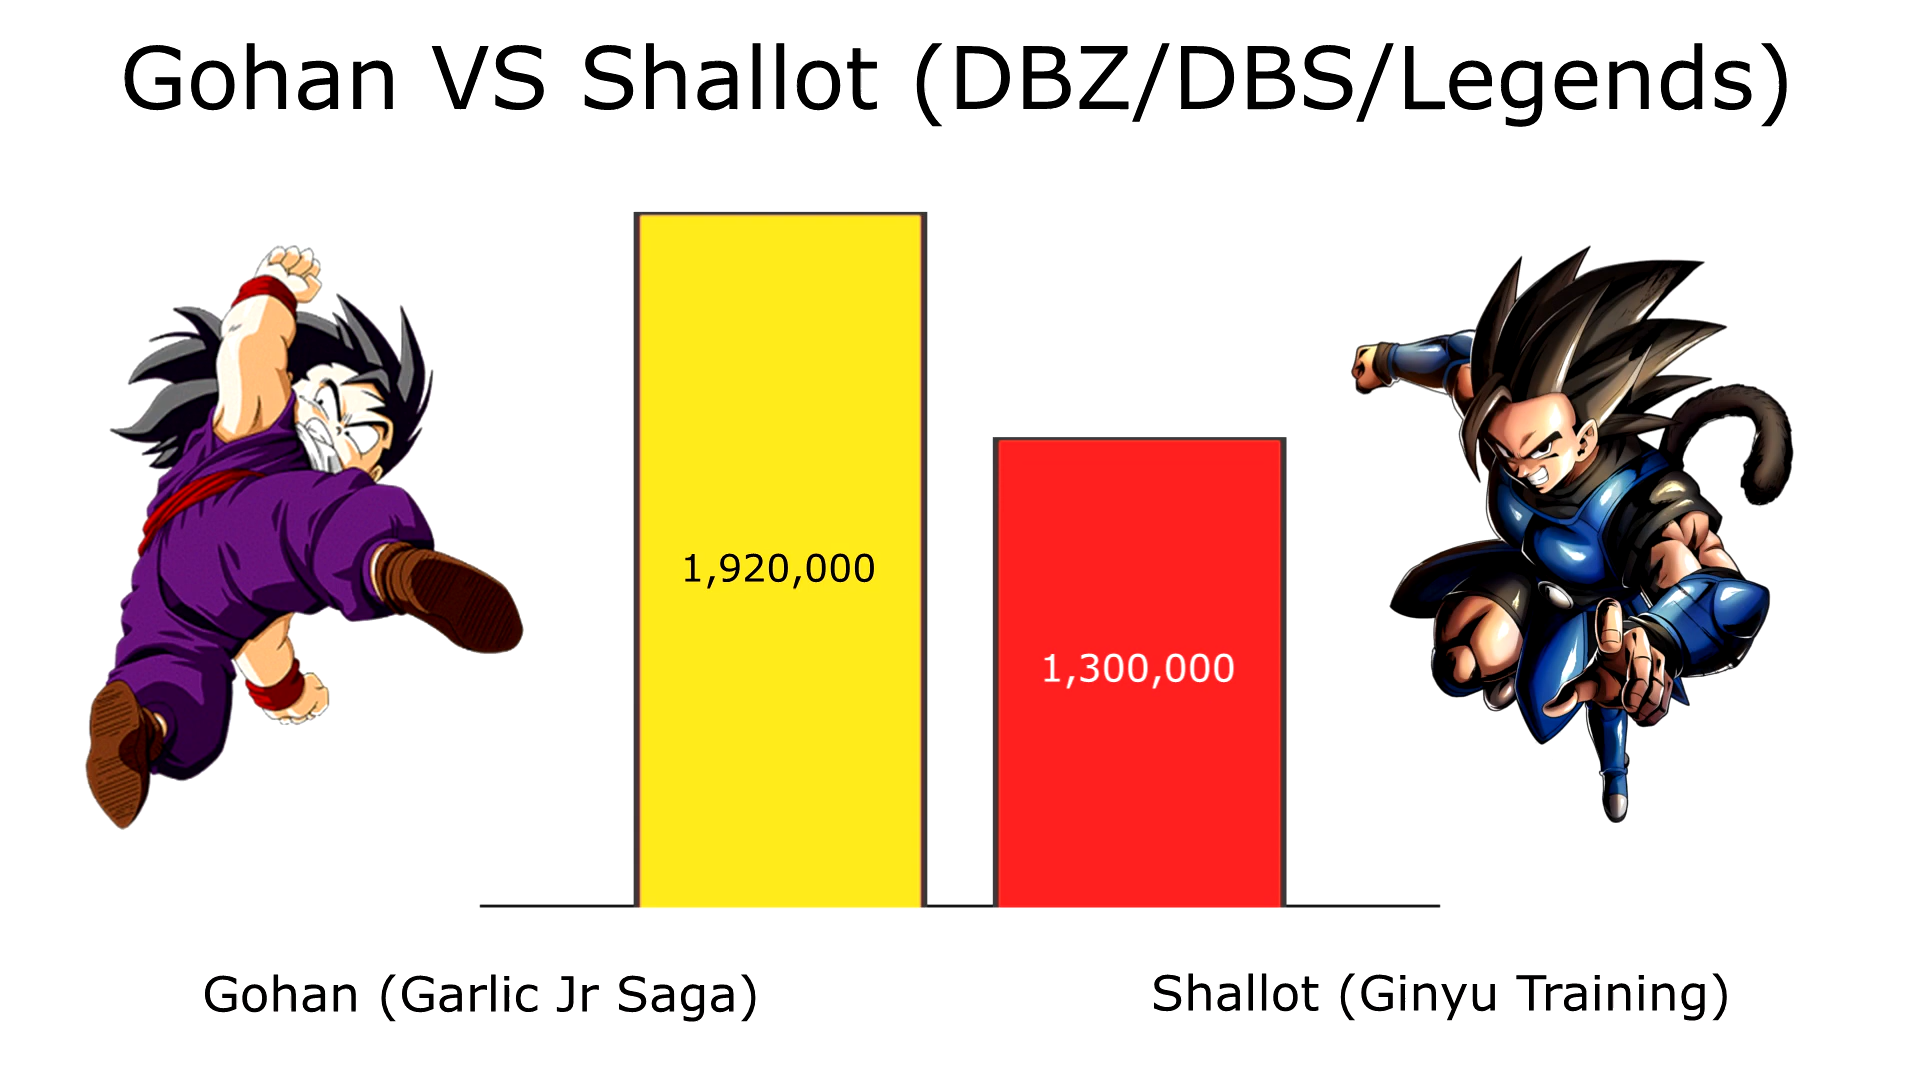 Gohan VS Shallot (DBZ/DBS/Legends)
1,920,000
1,300,000
Gohan (Garlic Jr Saga)
Shallot (Ginyu Training)